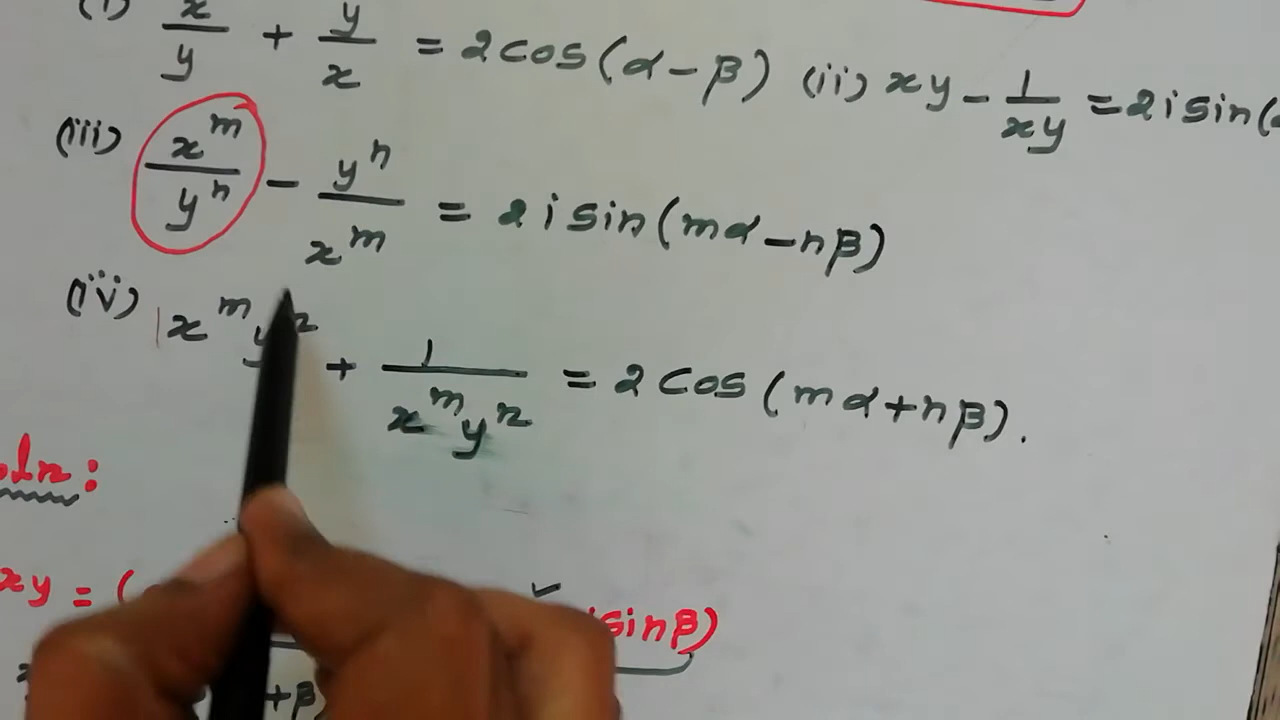 (i) x/y + y/x = 2cos(α-β) (ii) xy - 1/xy = 2i sin(
(iii) x^m/y^n - y^n/x^m = 2i sin(mα-nβ)
(iv) x^m y^n + 1/x^m y^n = 2cos(mα+nβ).
soln:
xy = ( isinβ)
+β